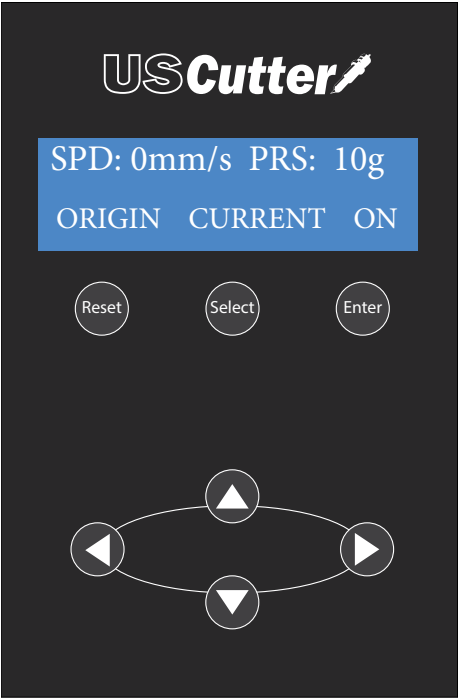 USCutter
SPD: 0mm/s PRS: 10g
ORIGIN CURRENT ON
Reset Select Enter